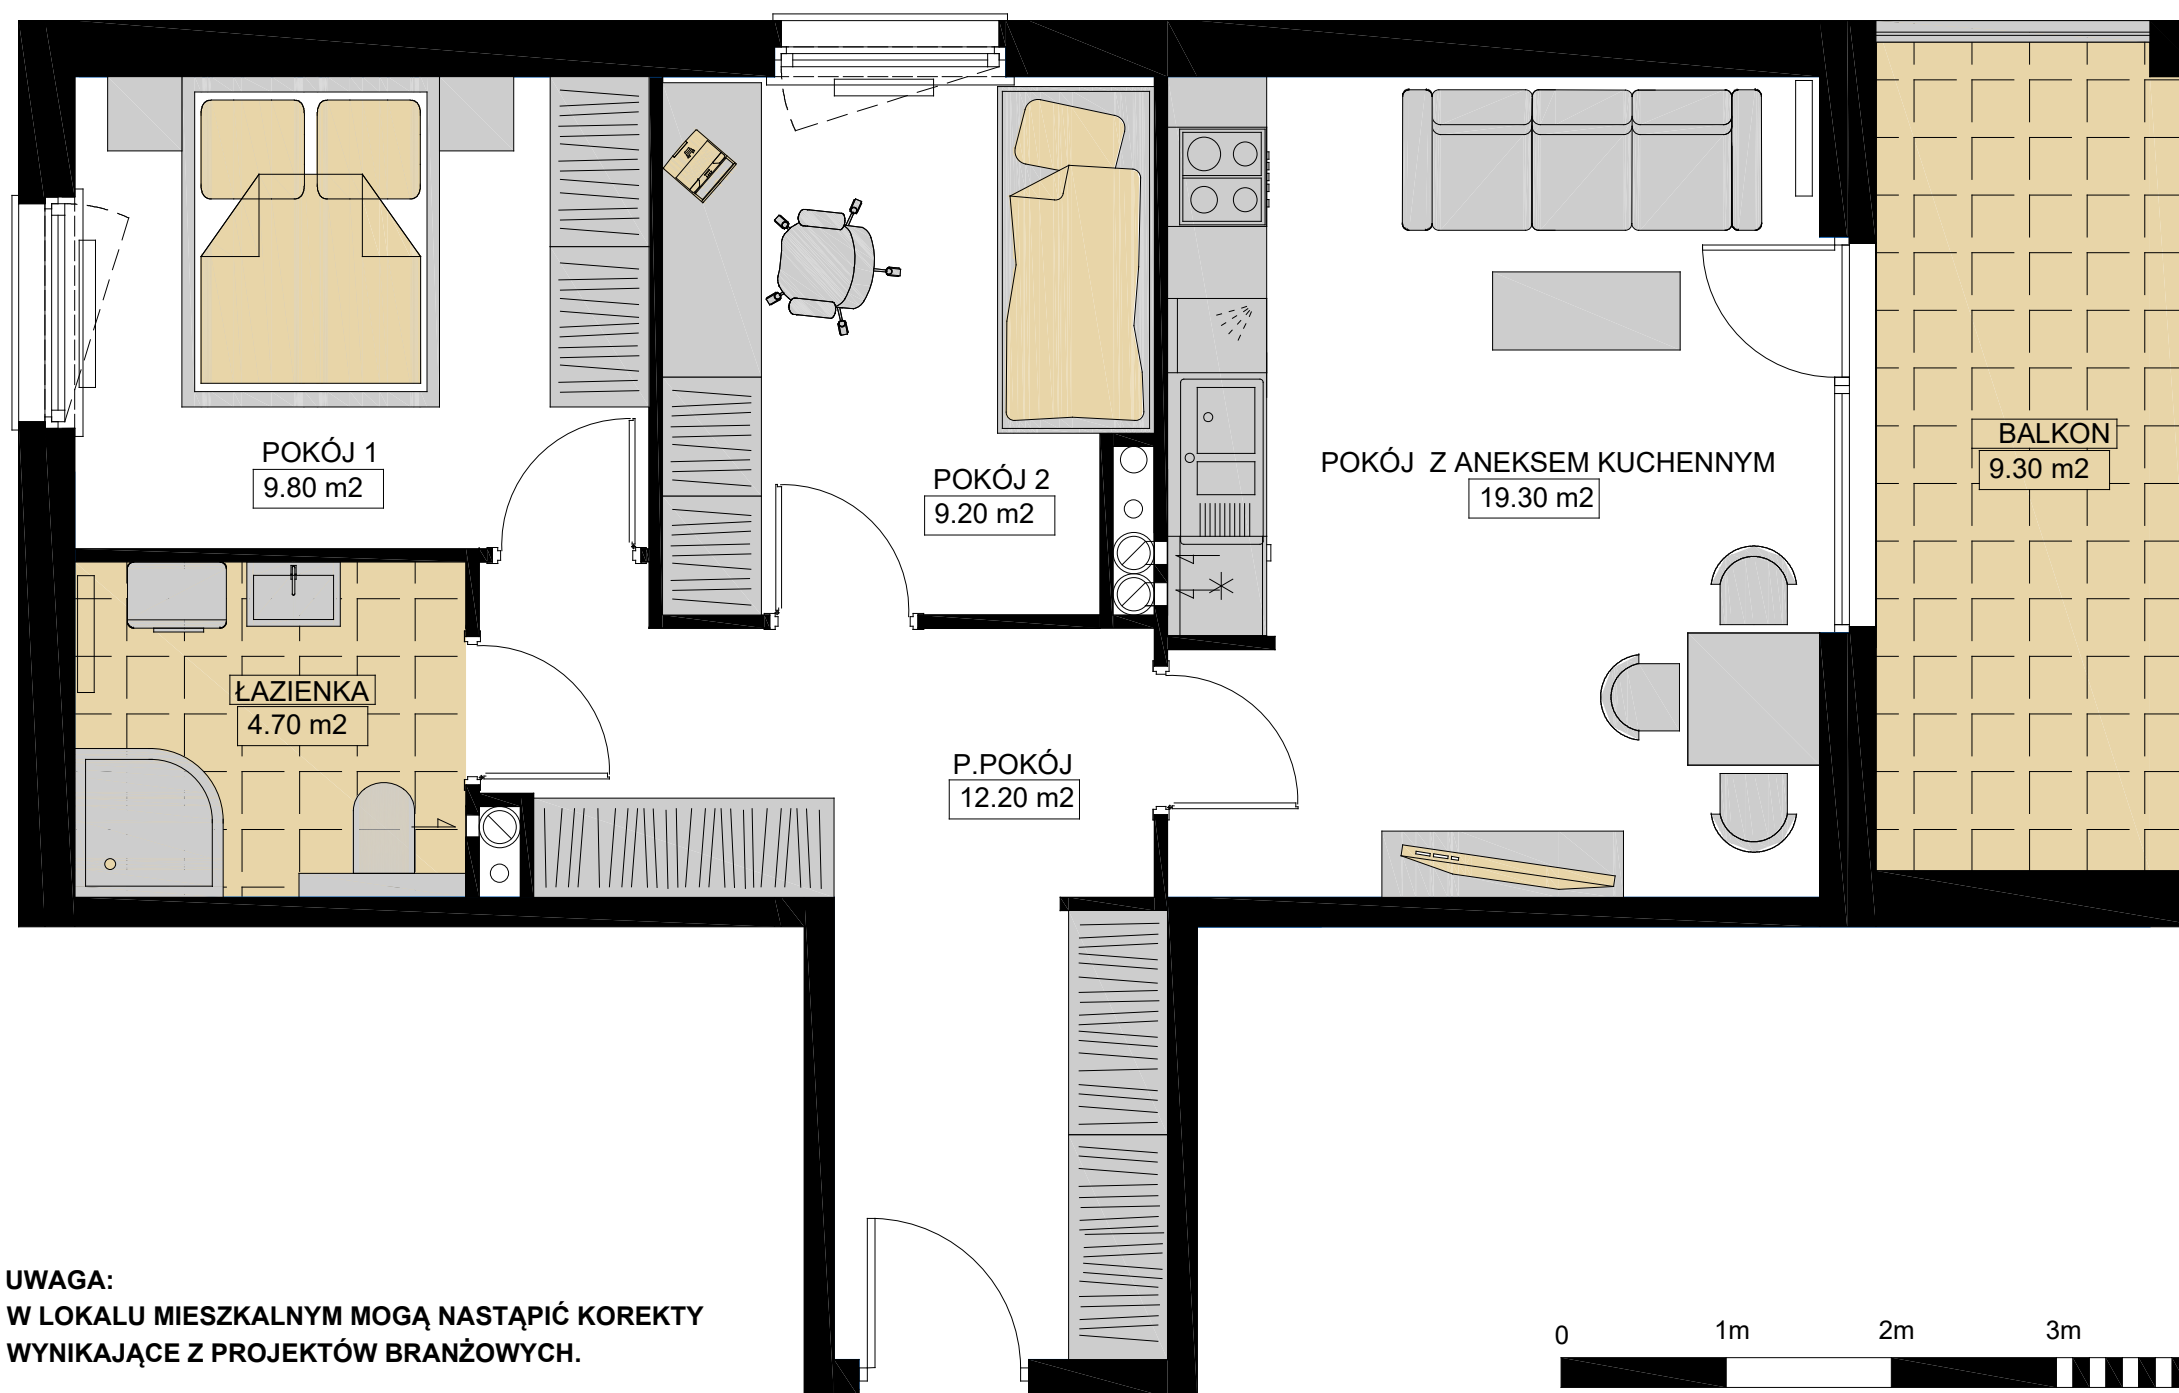 POKÓJ 1
9.80 m2
POKÓJ 2
9.20 m2
POKÓJ Z ANEKSEM KUCHENNYM
19.30 m2
BALKON
9.30 m2
ŁAZIENKA
4.70 m2
P.POKÓJ
12.20 m2
UWAGA:
W LOKALU MIESZKALNYM MOGĄ NASTĄPIĆ KOREKTY
WYNIKAJĄCE Z PROJEKTÓW BRANŻOWYCH.
0 1m 2m 3m